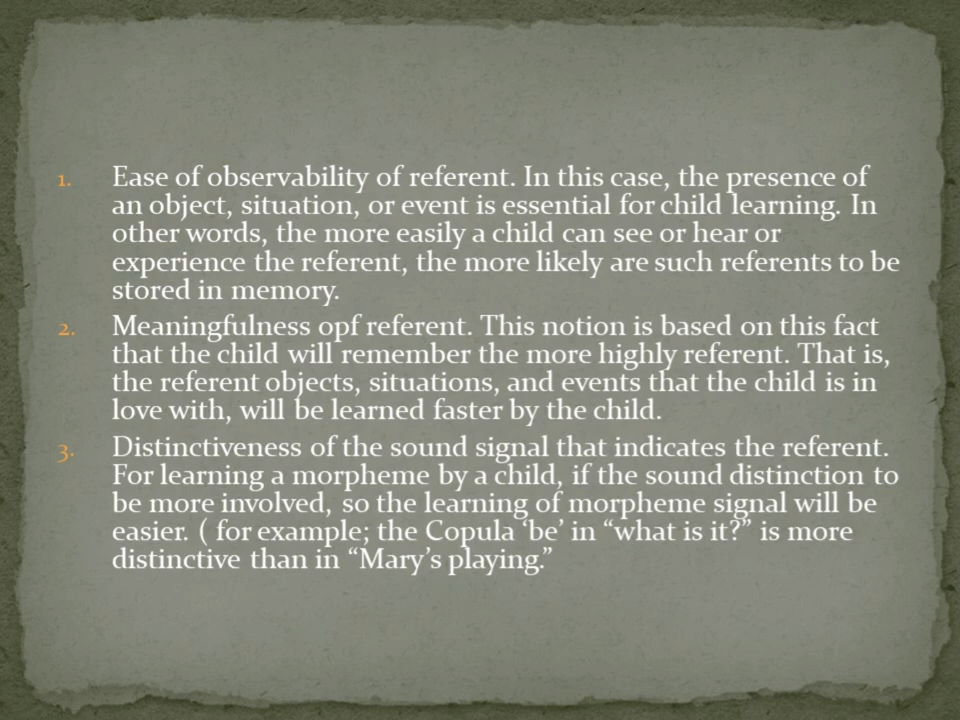 1. Ease of observability of referent. In this case, the presence of
an object, situation, or event is essential for child learning. In
other words, the more easily a child can see or hear or
experience the referent, the more likely are such referents to be
stored in memory.
2. Meaningfulness opf referent. This notion is based on this fact
that the child will remember the more highly referent. That is,
the referent objects, situations, and events that the child is in
love with, will be learned faster by the child.
3. Distinctiveness of the sound signal that indicates the referent.
For learning a morpheme by a child, if the sound distinction to
be more involved, so the learning of morpheme signal will be
easier. ( for example; the Copula ‘be’ in “what is it?” is more
distinctive than in “Mary’s playing.”